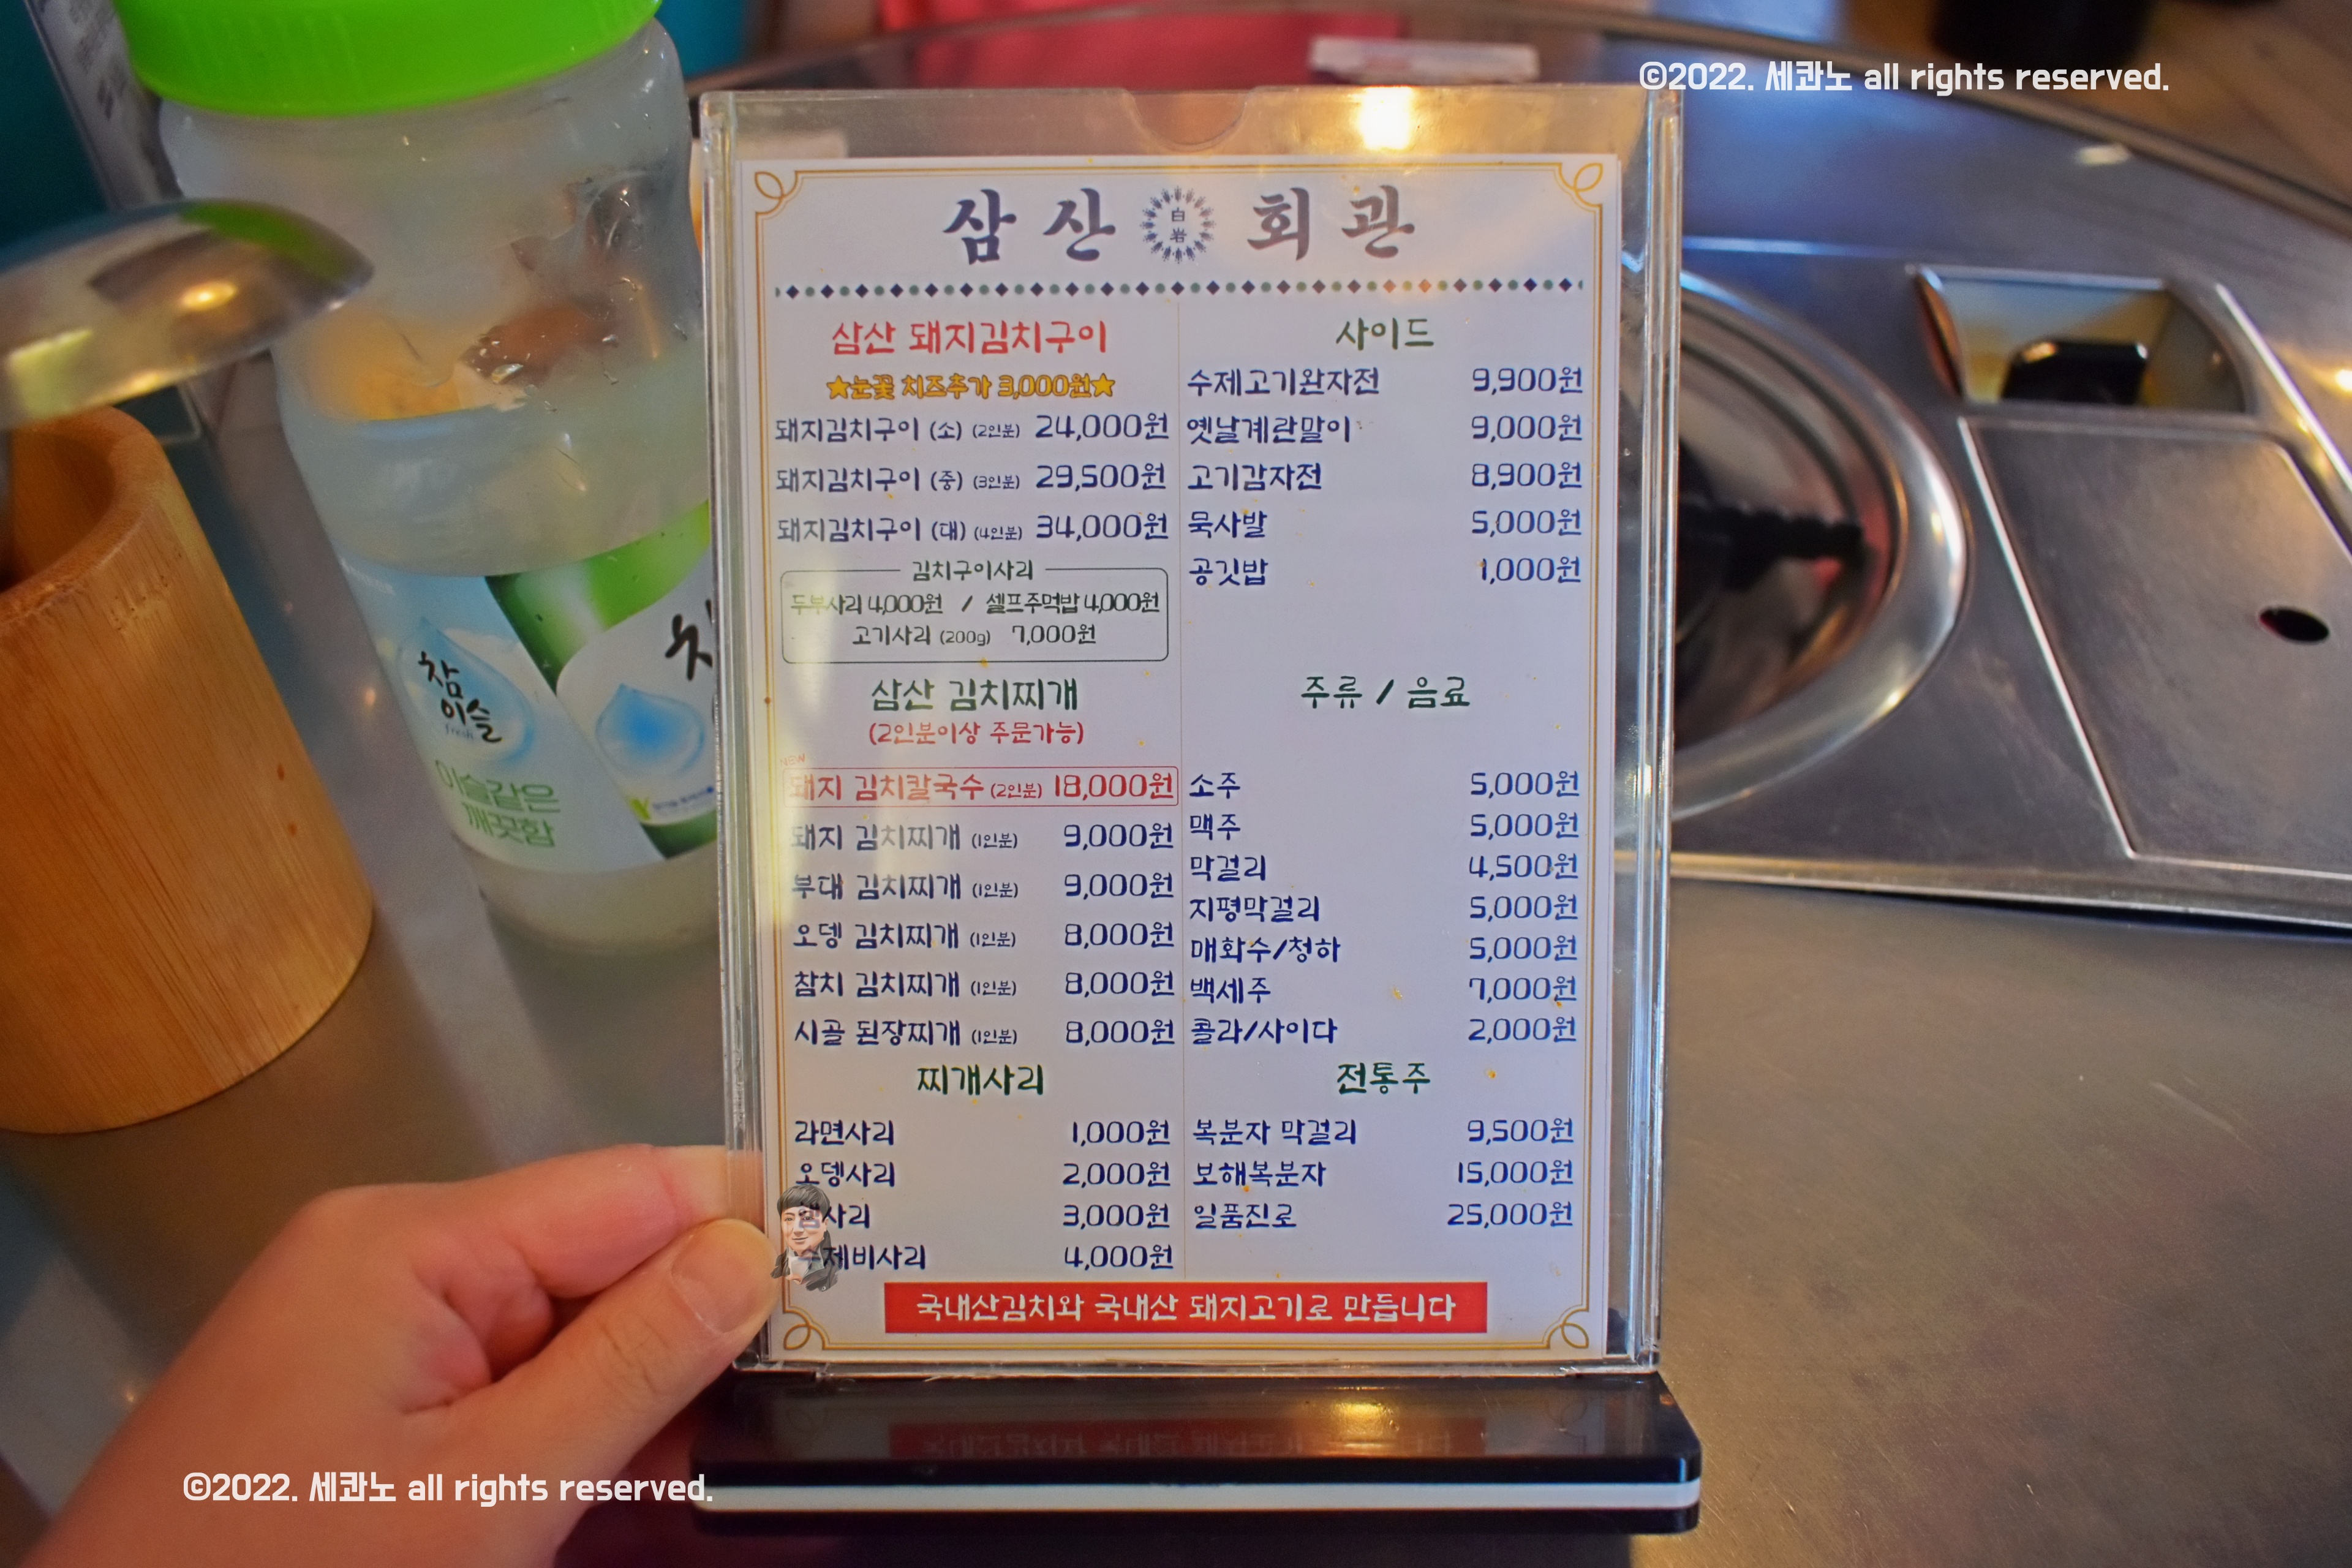 ©2022. 세콴노 all rights reserved.
삼산 白岩 회관
삼산 돼지김치구이
★눈꽃 치즈추가 3,000원★
돼지김치구이 (소) (2인분) 24,000원
돼지김치구이 (중) (3인분) 29,500원
돼지김치구이 (대) (4인분) 34,000원
김치구이사리
두부사리 4,000원 / 셀프주먹밥 4,000원
고기사리 (200g) 7,000원
삼산 김치찌개
(2인분이상 주문가능)
NEW
돼지 김치칼국수 (2인분) 18,000원
돼지 김치찌개 (1인분) 9,000원
부대 김치찌개 (1인분) 9,000원
오뎅 김치찌개 (1인분) 8,000원
참치 김치찌개 (1인분) 8,000원
시골 된장찌개 (1인분) 8,000원
찌개사리
라면사리 1,000원
오뎅사리 2,000원
햄사리 3,000원
수제비사리 4,000원
사이드
수제고기완자전 9,900원
옛날계란말이 9,000원
고기감자전 8,900원
묵사발 5,000원
공깃밥 1,000원
주류 / 음료
소주 5,000원
맥주 5,000원
막걸리 4,500원
지평막걸리 5,000원
매화수/청하 5,000원
백세주 7,000원
콜라/사이다 2,000원
전통주
복분자 막걸리 9,500원
보해복분자 15,000원
일품진로 25,000원
국내산김치와 국내산 돼지고기로 만듭니다
참
이슬
fresh
이슬같은
깨끗함
©2022. 세콴노 all rights reserved.